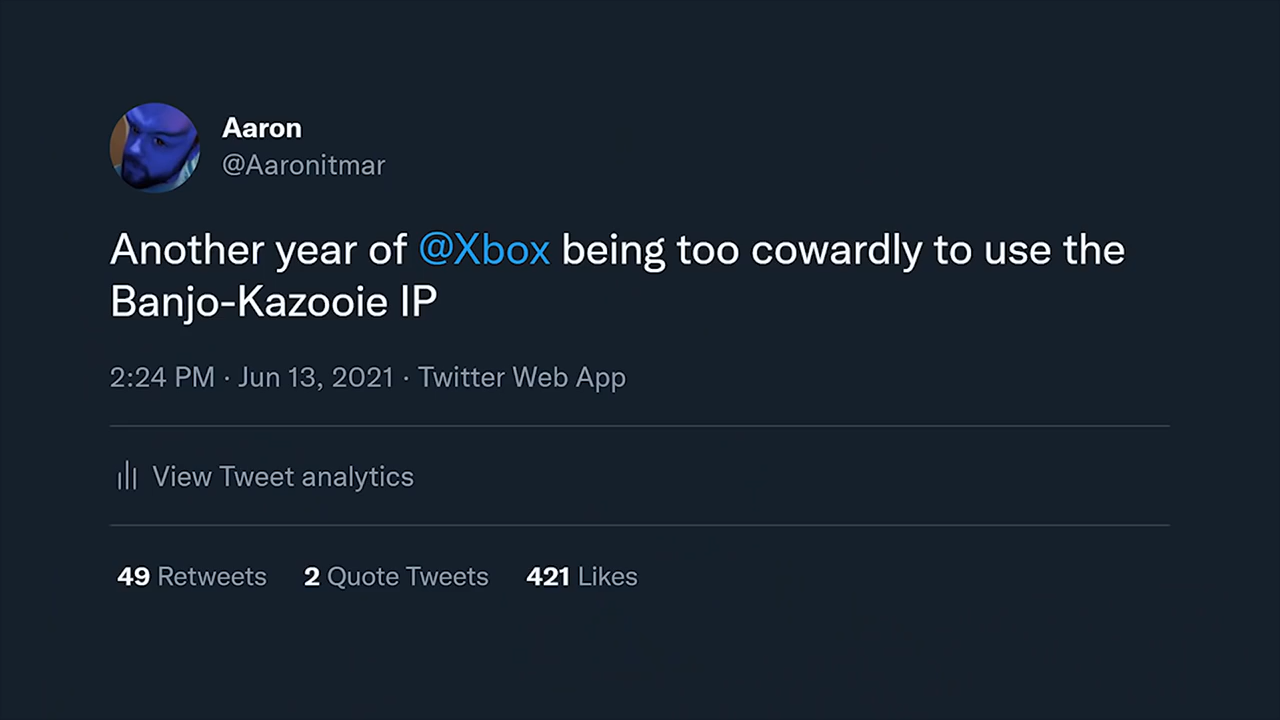 Aaron
@Aaronitmar
Another year of @Xbox being too cowardly to use the
Banjo-Kazooie IP
2:24 PM · Jun 13, 2021 · Twitter Web App
View Tweet analytics
49 Retweets 2 Quote Tweets 421 Likes